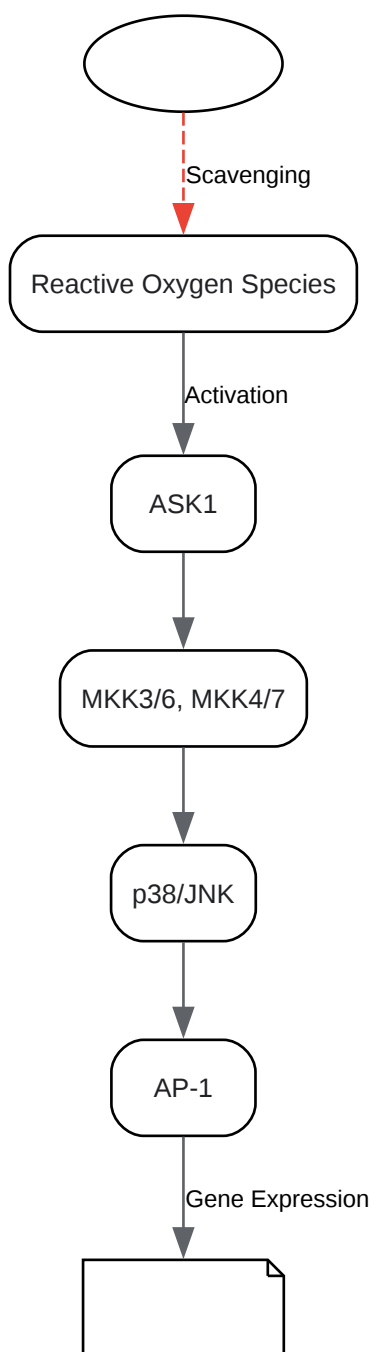 Scavenging
Reactive Oxygen Species
Activation
ASK1
MKK3/6, MKK4/7
p38/JNK
AP-1
Gene Expression